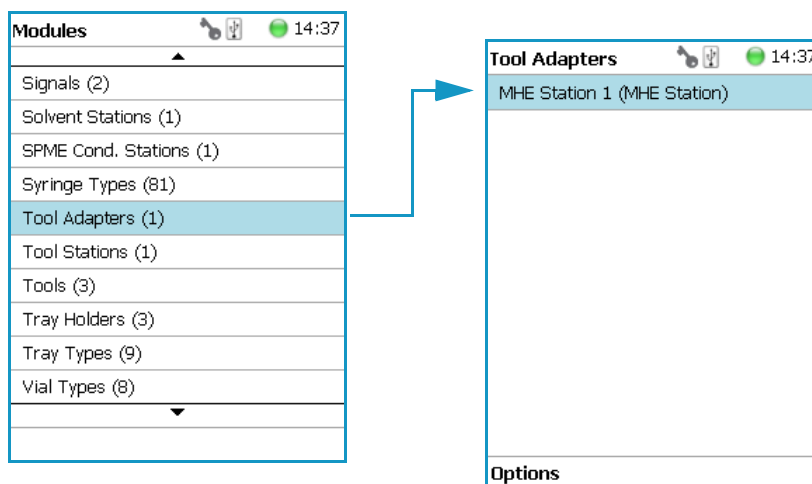 Modules 14:37
Signals (2)
Solvent Stations (1)
SPME Cond. Stations (1)
Syringe Types (81)
Tool Adapters (1)
Tool Stations (1)
Tools (3)
Tray Holders (3)
Tray Types (9)
Vial Types (8)
Tool Adapters 14:37
MHE Station 1 (MHE Station)
Options